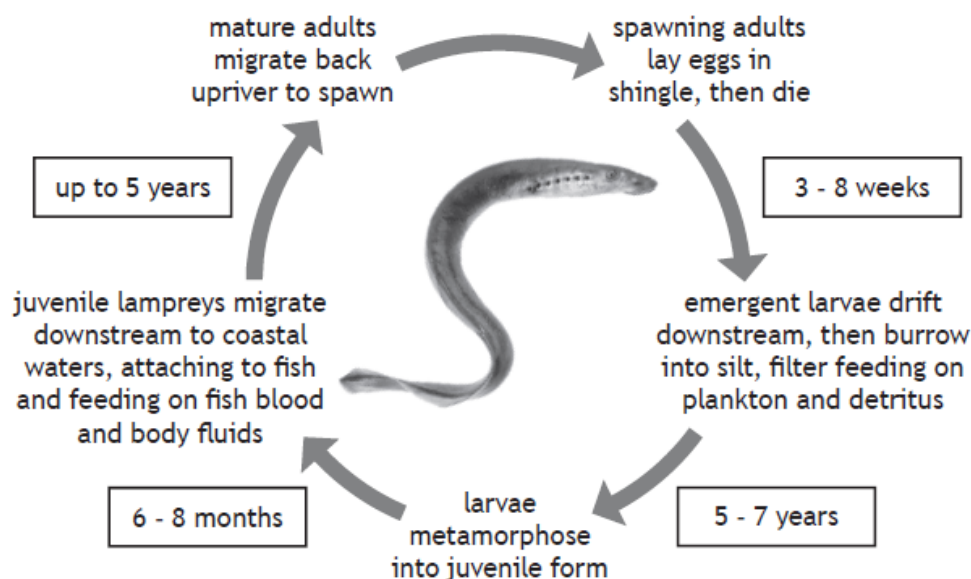 mature adults
migrate back
upriver to spawn
spawning adults
lay eggs in
shingle, then die
3 - 8 weeks
emergent larvae drift
downstream, then burrow
into silt, filter feeding on
plankton and detritus
5 - 7 years
larvae
metamorphose
into juvenile form
6 - 8 months
juvenile lampreys migrate
downstream to coastal
waters, attaching to fish
and feeding on fish blood
and body fluids
up to 5 years